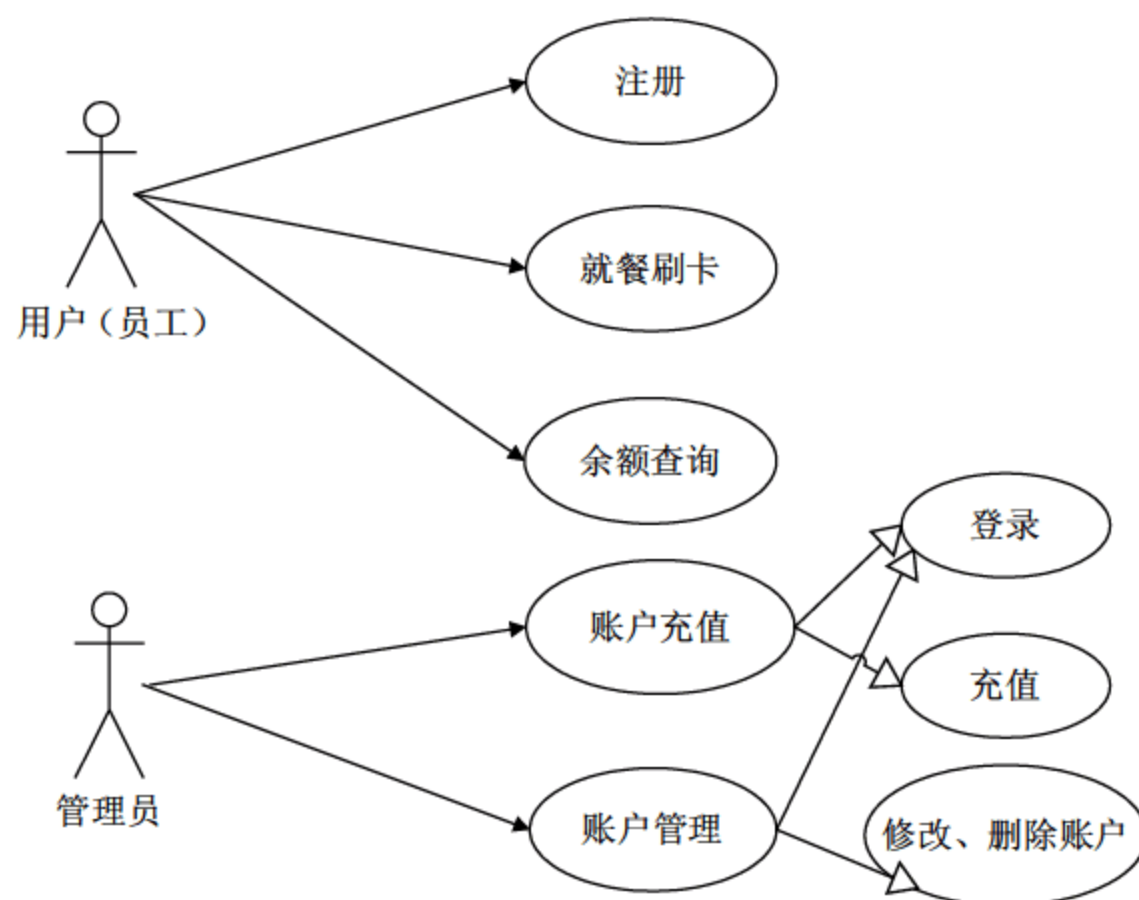 注册
就餐刷卡
用户（员工）
余额查询
登录
账户充值
充值
管理员
账户管理
修改、删除账户